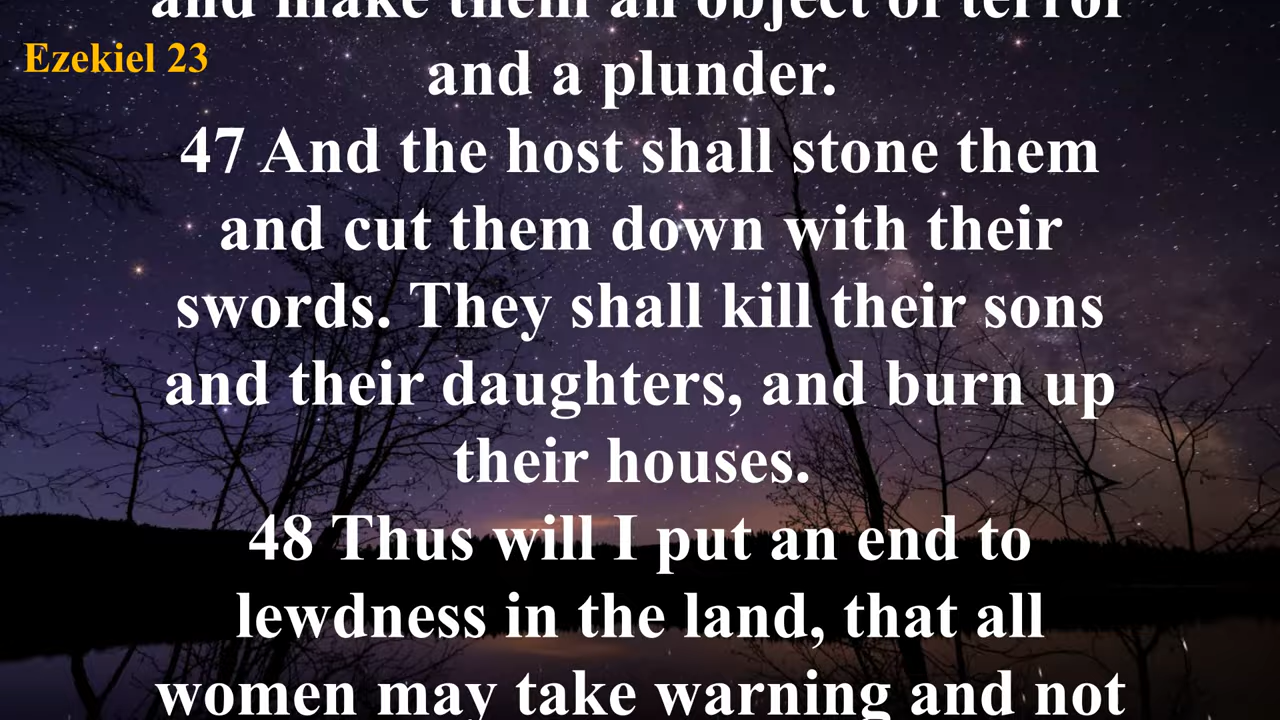 and make them an object of terror
Ezekiel 23
and a plunder.
47 And the host shall stone them
and cut them down with their
swords. They shall kill their sons
and their daughters, and burn up
their houses.
48 Thus will I put an end to
lewdness in the land, that all
women may take warning and not